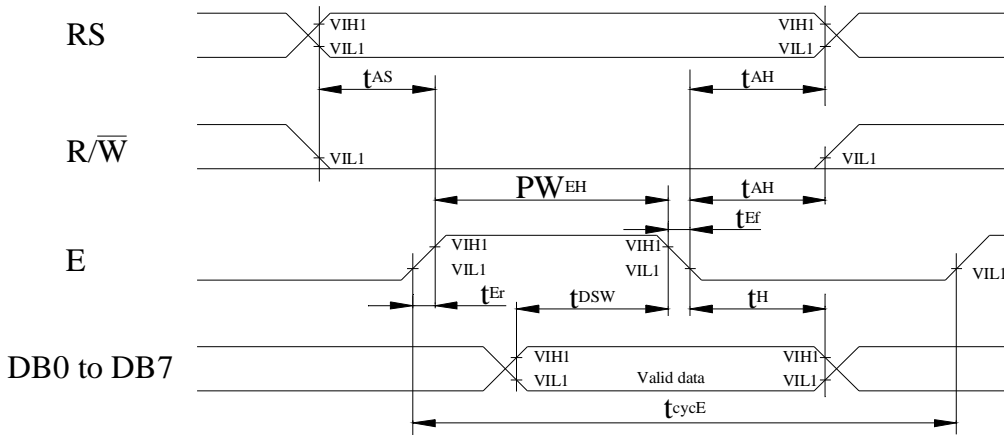 RS VIH1 VIL1 VIH1 VIL1
tAS tAH
R/W̅ VIL1 VIL1
PWEH tAH
tEf
E VIH1 VIL1 VIH1 VIL1 VIL1
tEr tDSW tH
DB0 to DB7 VIH1 VIL1 Valid data VIH1 VIL1
tcycE